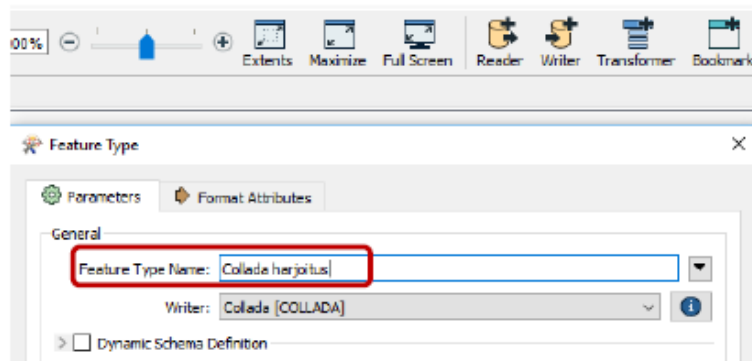 00%
Extents Maximize Full Screen Reader Writer Transformer Bookmark
Feature Type
Parameters Format Attributes
General
Feature Type Name: Collada harjoitus
Writer: Collada [COLLADA]
Dynamic Schema Definition